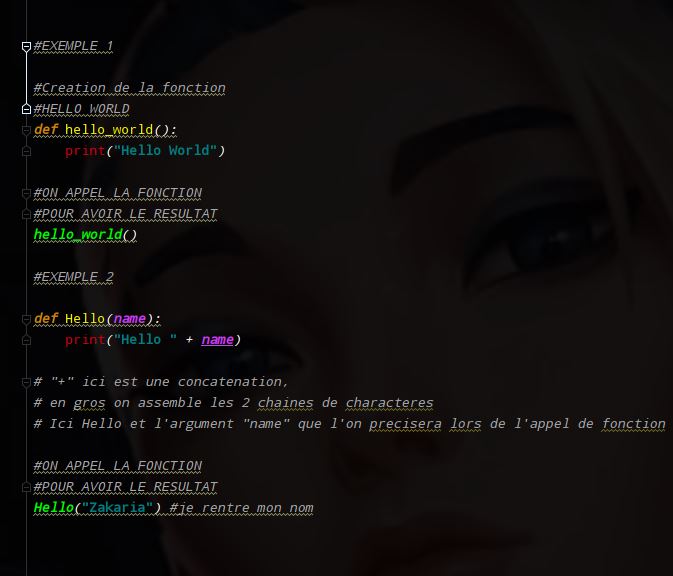 #EXEMPLE 1
#Creation de la fonction
#HELLO WORLD
def hello_world():
print("Hello World")
#ON APPEL LA FONCTION
#POUR AVOIR LE RESULTAT
hello_world()
#EXEMPLE 2
def Hello(name):
print("Hello " + name)
# "+" ici est une concatenation,
# en gros on assemble les 2 chaines de characteres
# Ici Hello et l'argument "name" que l'on precisera lors de l'appel de fonction
#ON APPEL LA FONCTION
#POUR AVOIR LE RESULTAT
Hello("Zakaria") #je rentre mon nom